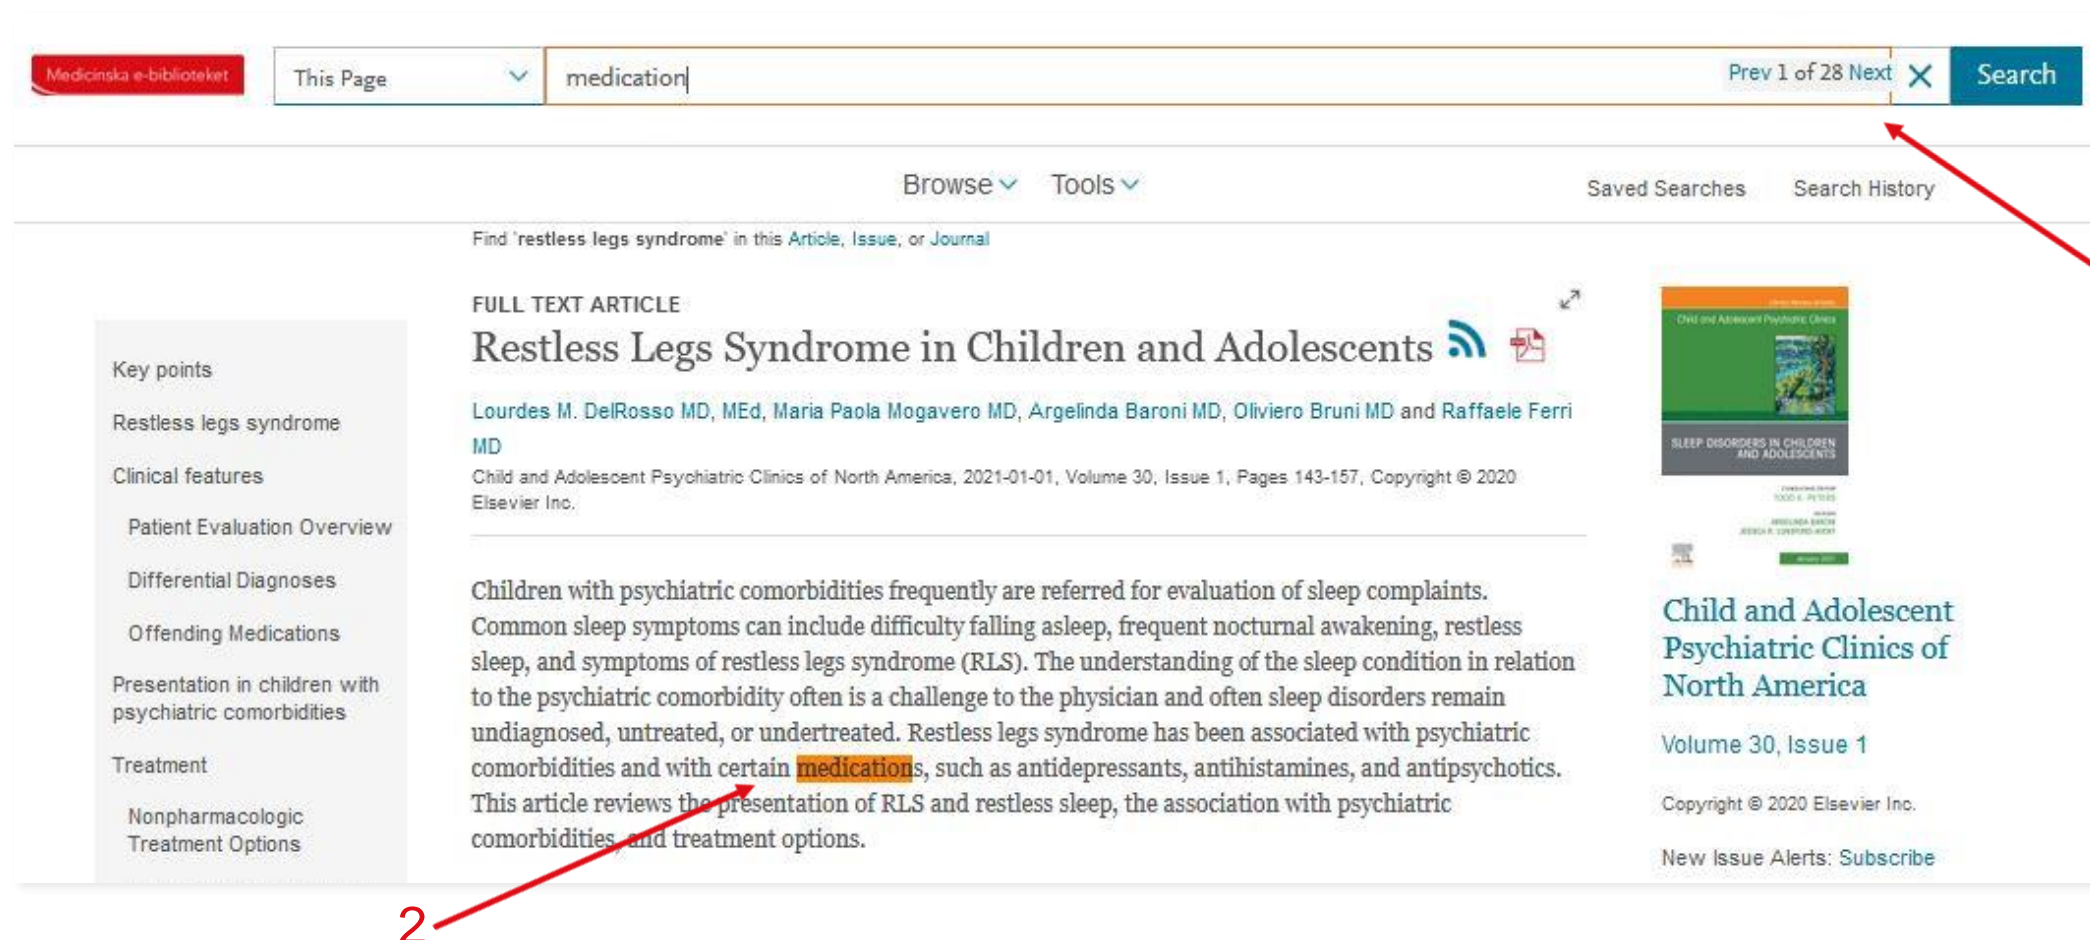 Medicinska e-biblioteket
This Page
medication
Prev 1 of 28 Next
Search
Browse
Tools
Saved Searches
Search History
Find 'restless legs syndrome' in this Article, Issue, or Journal
FULL TEXT ARTICLE
Restless Legs Syndrome in Children and Adolescents
Lourdes M. DelRosso MD, MEd, Maria Paola Mogavero MD, Argelinda Baroni MD, Oliviero Bruni MD and Raffaele Ferri
MD
Child and Adolescent Psychiatric Clinics of North America, 2021-01-01, Volume 30, Issue 1, Pages 143-157, Copyright © 2020
Elsevier Inc.
Key points
Restless legs syndrome
Clinical features
Patient Evaluation Overview
Differential Diagnoses
Offending Medications
Presentation in children with
psychiatric comorbidities
Treatment
Nonpharmacologic
Treatment Options
Children with psychiatric comorbidities frequently are referred for evaluation of sleep complaints.
Common sleep symptoms can include difficulty falling asleep, frequent nocturnal awakening, restless
sleep, and symptoms of restless legs syndrome (RLS). The understanding of the sleep condition in relation
to the psychiatric comorbidity often is a challenge to the physician and often sleep disorders remain
undiagnosed, untreated, or undertreated. Restless legs syndrome has been associated with psychiatric
comorbidities and with certain medications, such as antidepressants, antihistamines, and antipsychotics.
This article reviews the presentation of RLS and restless sleep, the association with psychiatric
comorbidities, and treatment options.
Child and Adolescent Psychiatric Clinics
SLEEP DISORDERS IN CHILDREN
AND ADOLESCENTS
Child and Adolescent
Psychiatric Clinics of
North America
Volume 30, Issue 1
Copyright © 2020 Elsevier Inc.
New Issue Alerts: Subscribe
2